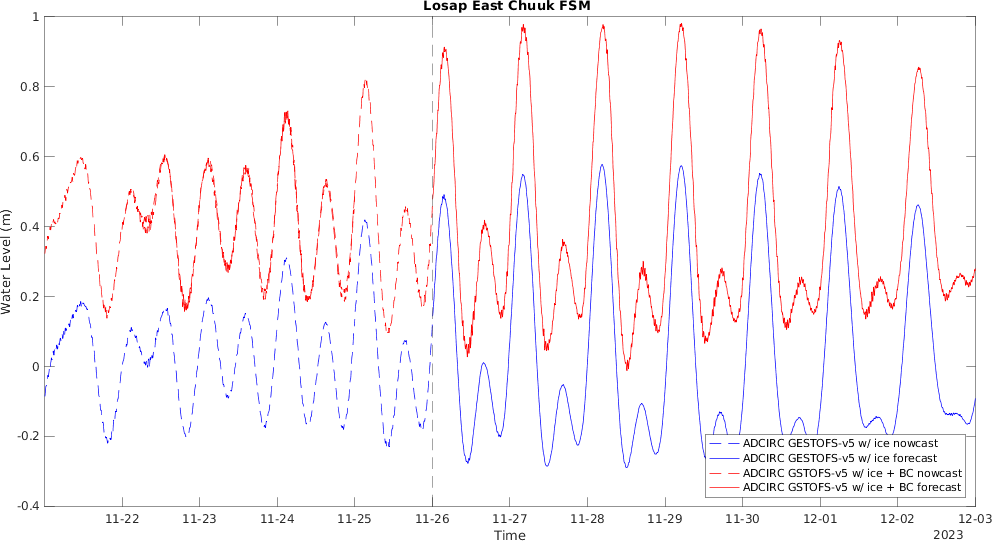 Losap East Chuuk FSM
Water Level (m)
1
0.8
0.6
0.4
0.2
0
-0.2
-0.4
11-22 11-23 11-24 11-25 11-26 11-27 11-28 11-29 11-30 12-01 12-02 12-03
Time
2023
ADCIRC GESTOFS-v5 w/ ice nowcast
ADCIRC GESTOFS-v5 w/ ice forecast
ADCIRC GSTOFS-v5 w/ ice + BC nowcast
ADCIRC GSTOFS-v5 w/ ice + BC forecast